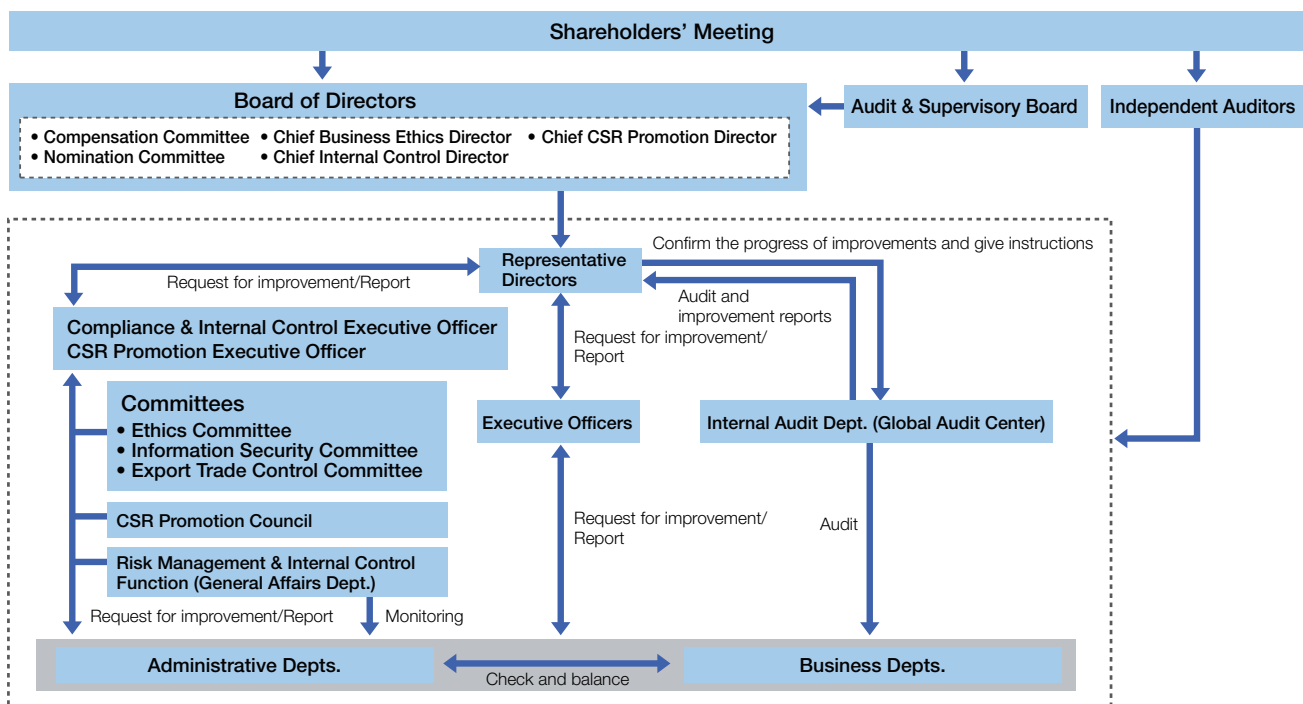 Shareholders' Meeting
Board of Directors
• Compensation Committee • Chief Business Ethics Director • Chief CSR Promotion Director
• Nomination Committee • Chief Internal Control Director
Audit & Supervisory Board
Independent Auditors
Representative
Directors
Confirm the progress of improvements and give instructions
Request for improvement/Report
Audit and
improvement reports
Compliance & Internal Control Executive Officer
CSR Promotion Executive Officer
Request for improvement/
Report
Committees
• Ethics Committee
• Information Security Committee
• Export Trade Control Committee
Executive Officers
Internal Audit Dept. (Global Audit Center)
CSR Promotion Council
Request for improvement/
Report
Audit
Risk Management & Internal Control
Function (General Affairs Dept.)
Request for improvement/Report
Monitoring
Administrative Depts.
Check and balance
Business Depts.